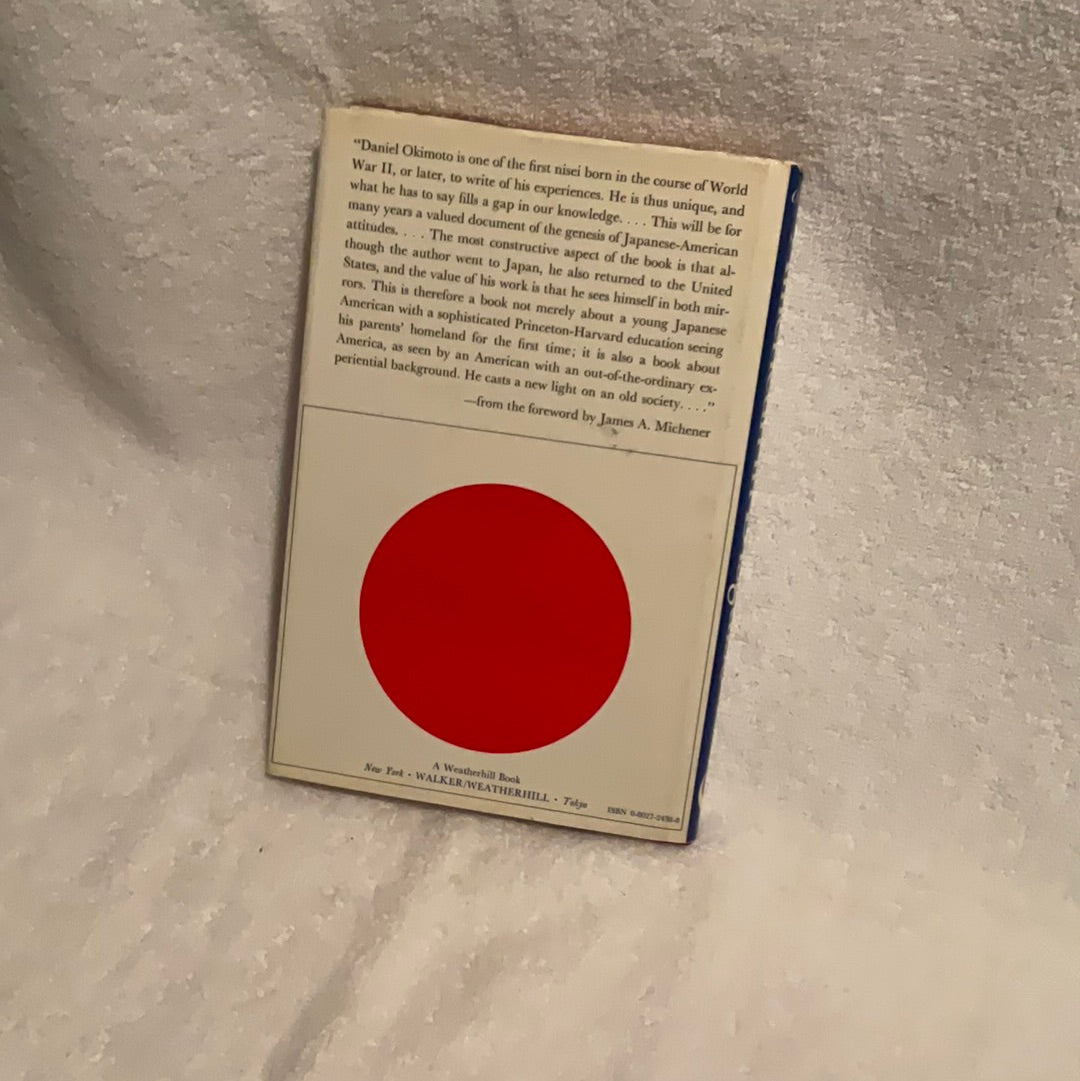 “Daniel Okimoto is one of the first nisei born in the course of World
War II, or later, to write of his experiences. He is thus unique, and
what he has to say fills a gap in our knowledge. . . . This will be for
many years a valued document of the genesis of Japanese-American
attitudes. . . . The most constructive aspect of the book is that al-
though the author went to Japan, he also returned to the United
States, and the value of his work is that he sees himself in both mir-
rors. This is therefore a book not merely about a young Japanese
American with a sophisticated Princeton-Harvard education seeing
his parents’ homeland for the first time; it is also a book about
America, as seen by an American with an out-of-the-ordinary ex-
periential background. He casts a new light on an old society. . . .”
—from the foreword by James A. Michener
A Weatherhill Book
New York · WALKER/WEATHERHILL · Tokyo
ISBN